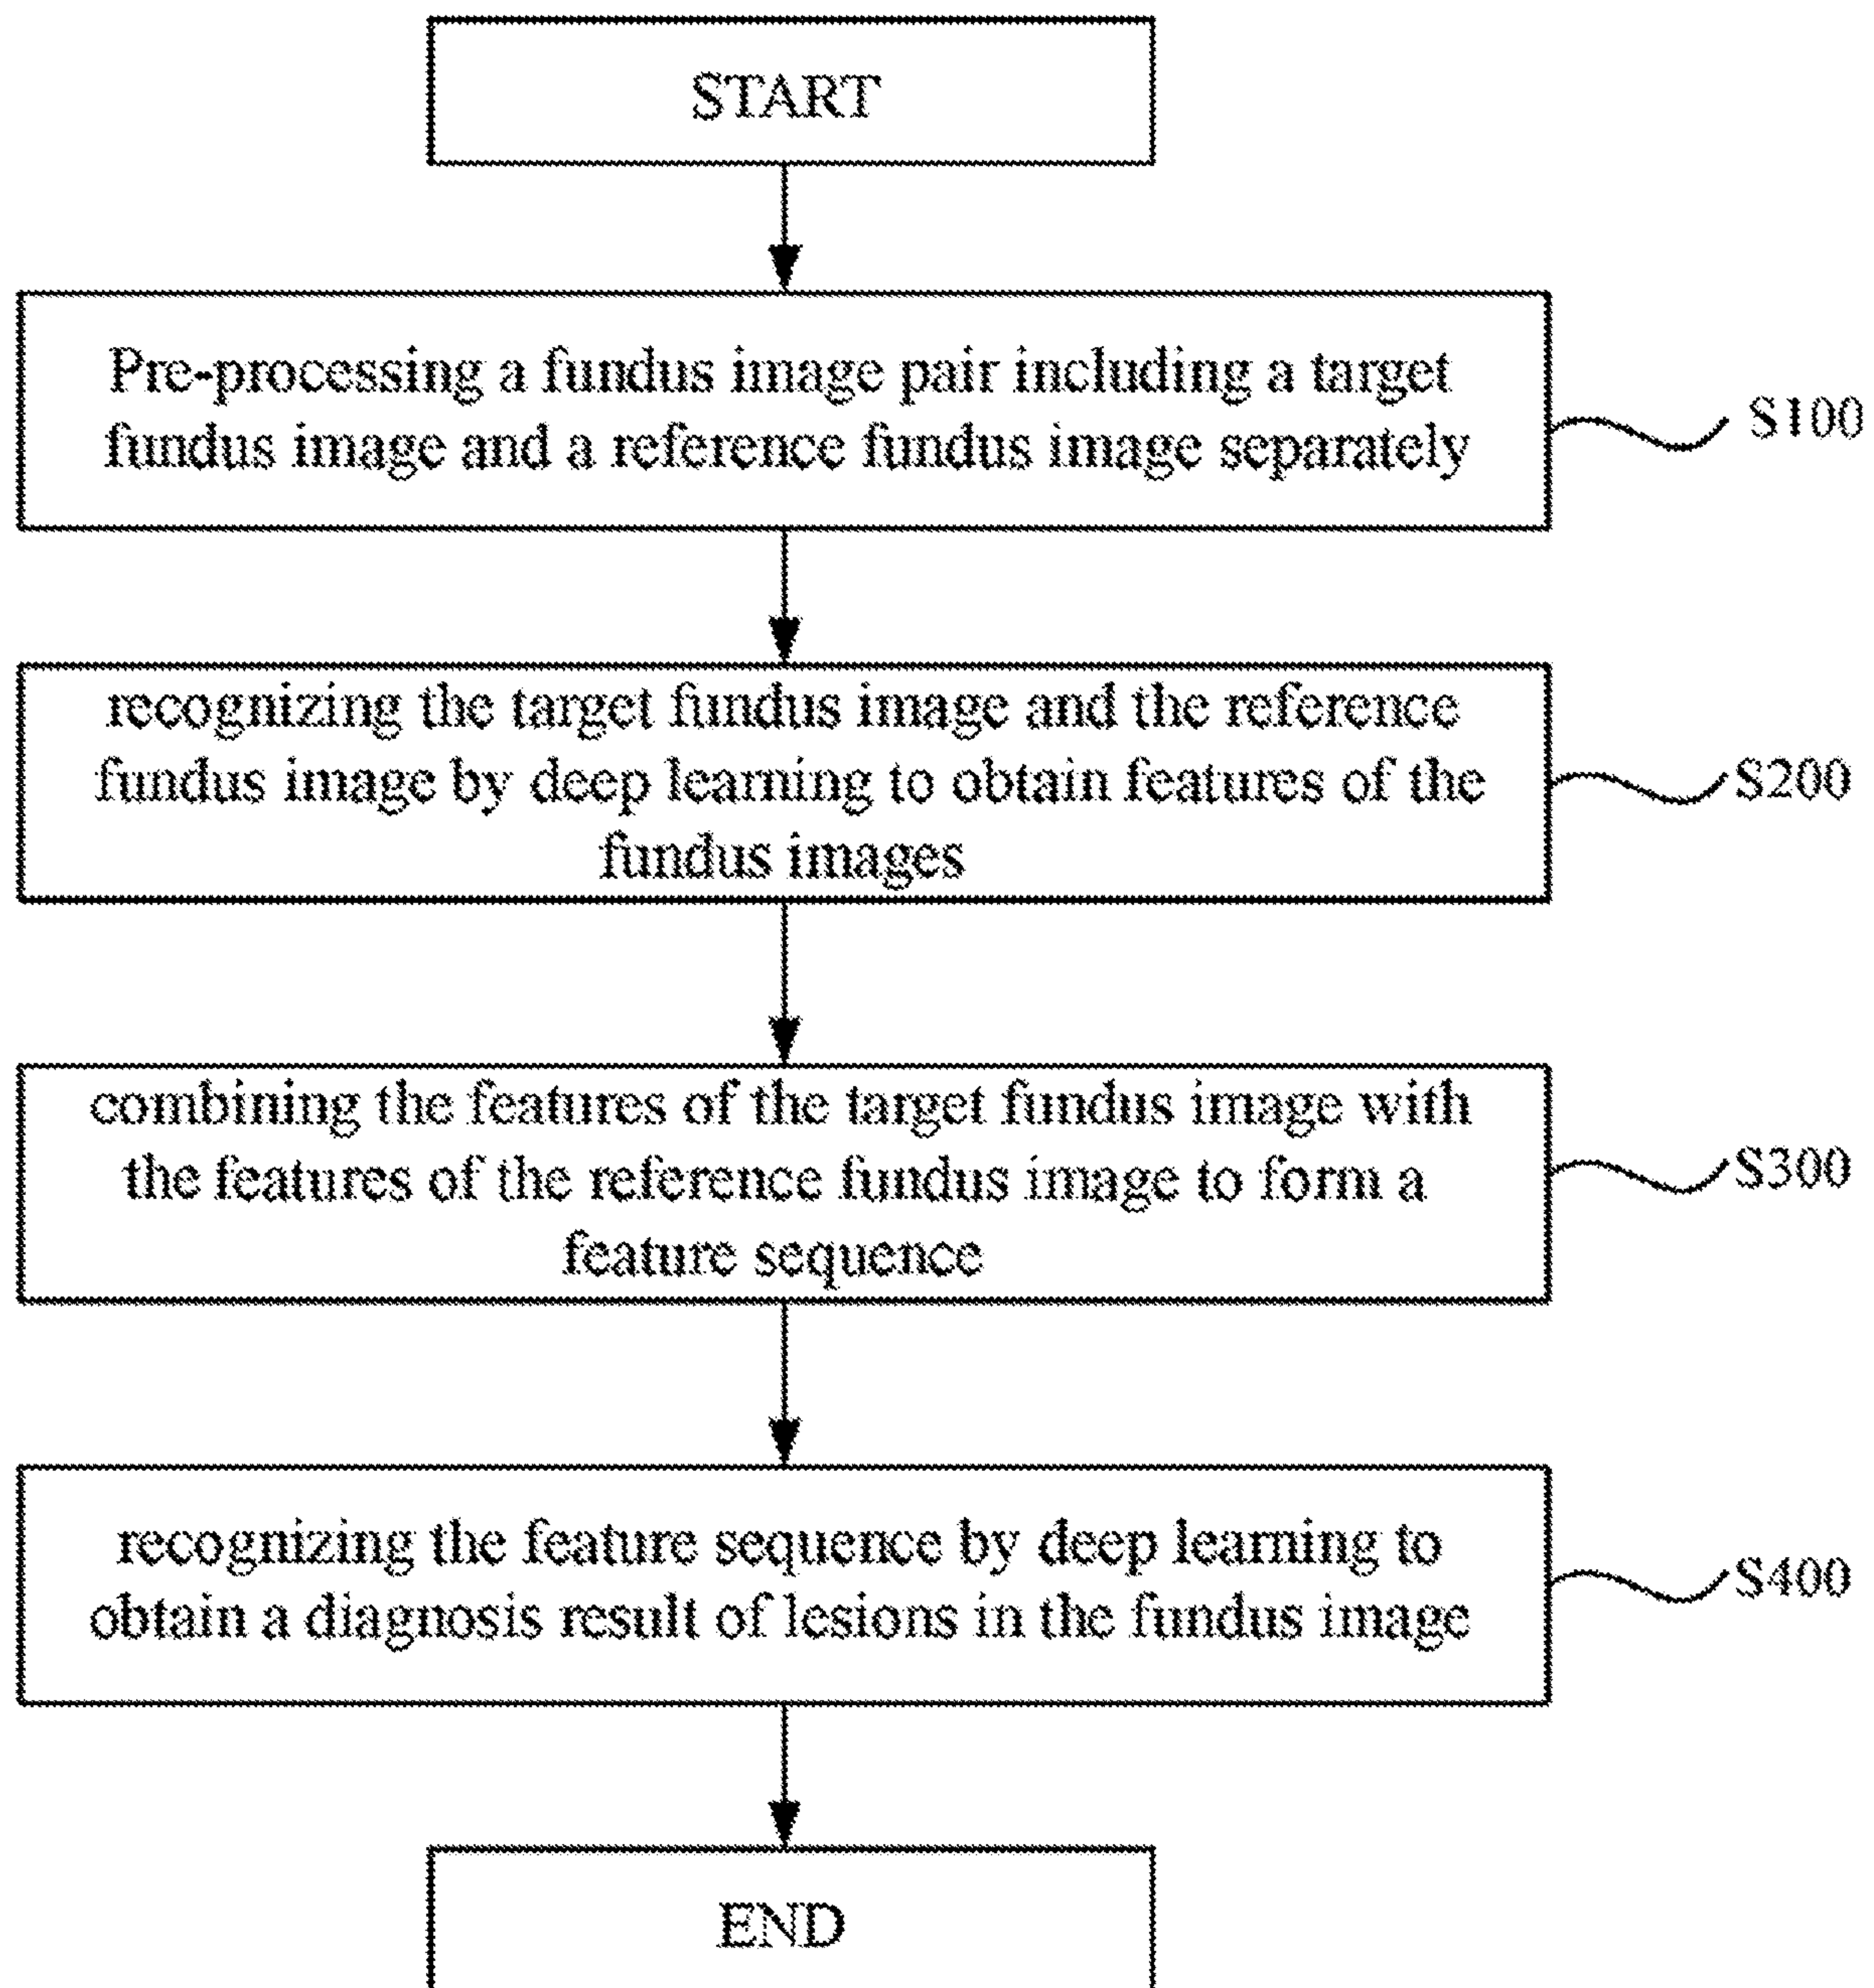 START
Pre-processing a fundus image pair including a target
fundus image and a reference fundus image separately
S100
recognizing the target fundus image and the reference
fundus image by deep learning to obtain features of the
fundus images
S200
combining the features of the target fundus image with
the features of the reference fundus image to form a
feature sequence
S300
recognizing the feature sequence by deep learning to
obtain a diagnosis result of lesions in the fundus image
S400
END